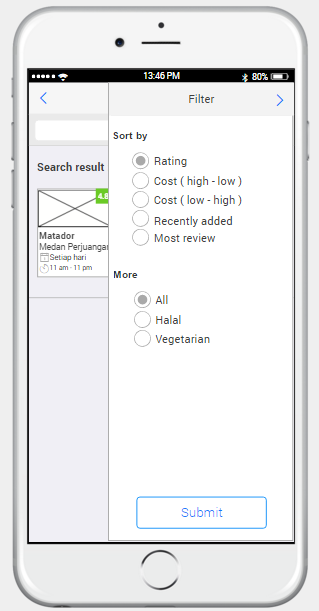 13:46 PM
80%
Filter
Sort by
Rating
Cost ( high - low )
Cost ( low - high )
Recently added
Most review
More
All
Halal
Vegetarian
Submit
Search result
4.8
Matador
Medan Perjuangan
Setiap hari
11 am - 11 pm